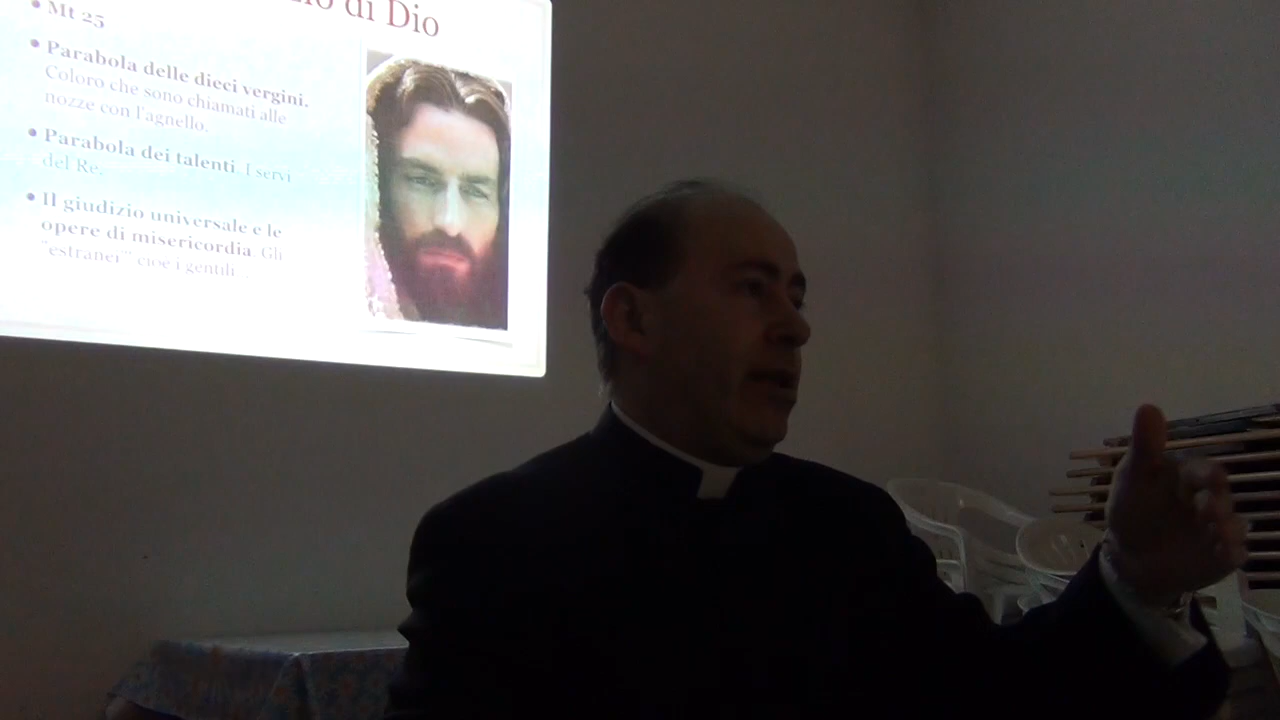 di Dio
• Mt 25
• Parabola delle dieci vergini.
Coloro che sono chiamati alle
nozze con l'agnello.
• Parabola dei talenti. I servi
del Re.
• Il giudizio universale e le
opere di misericordia. Gli
"estranei" cioè i gentili